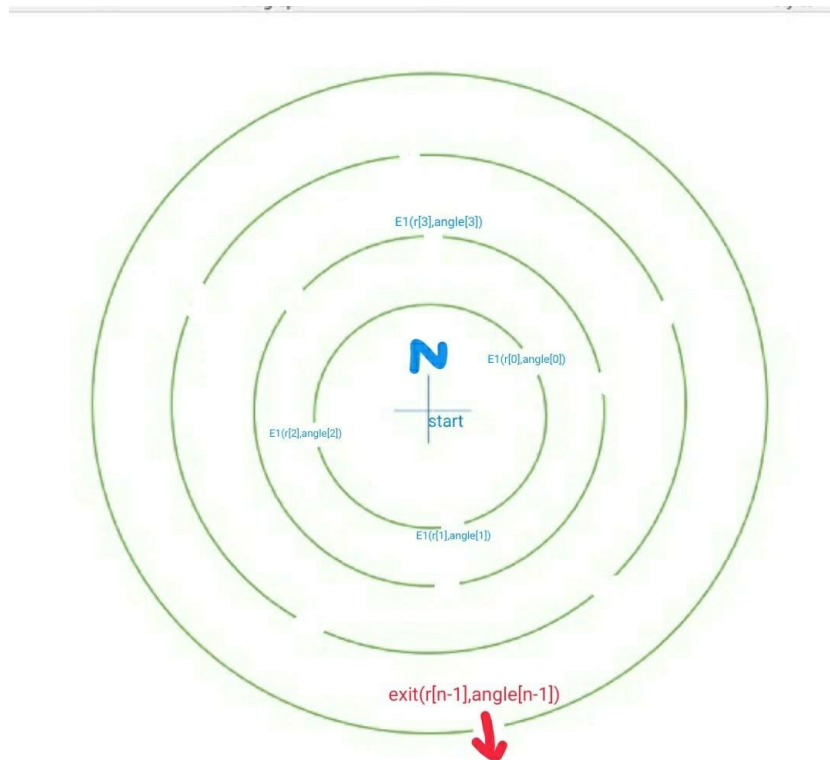 E1(r[3],angle[3])
N
E1(r[0],angle[0])
start
E1(r[2],angle[2])
E1(r[1],angle[1])
exit(r[n-1],angle[n-1])